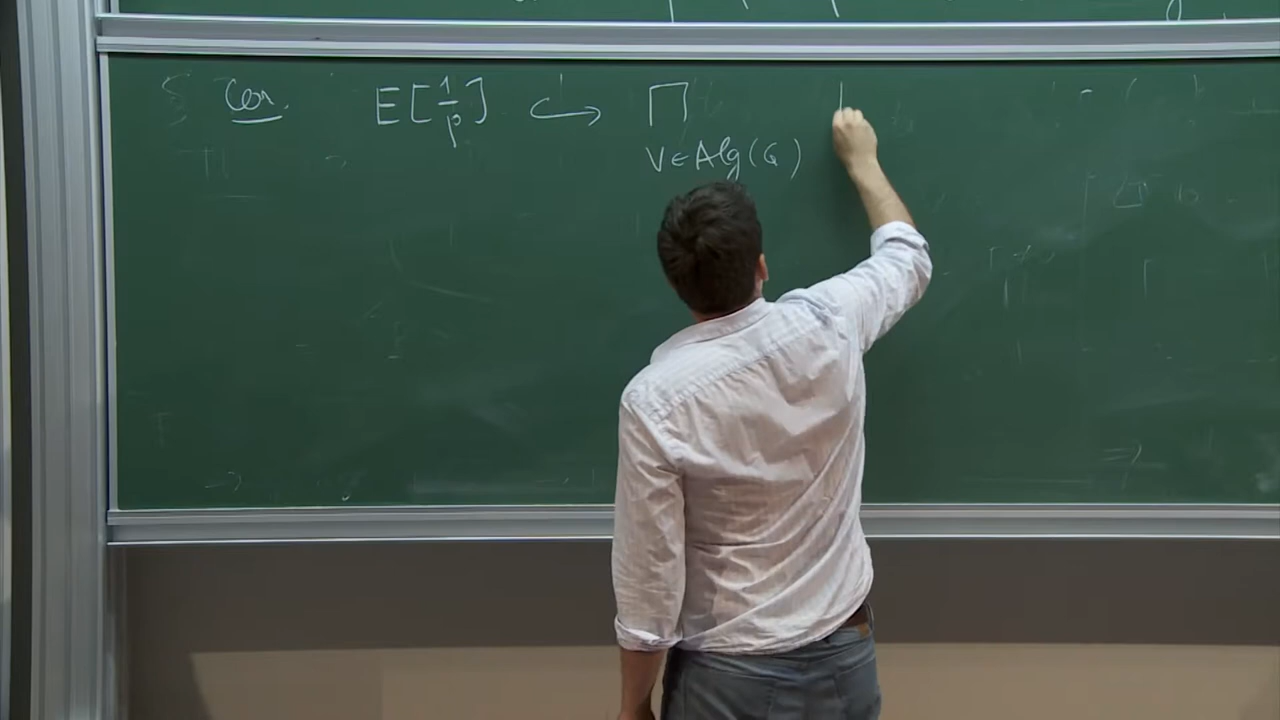 Cor. E[1/p] ↪ ∏
V∈Alg(G)